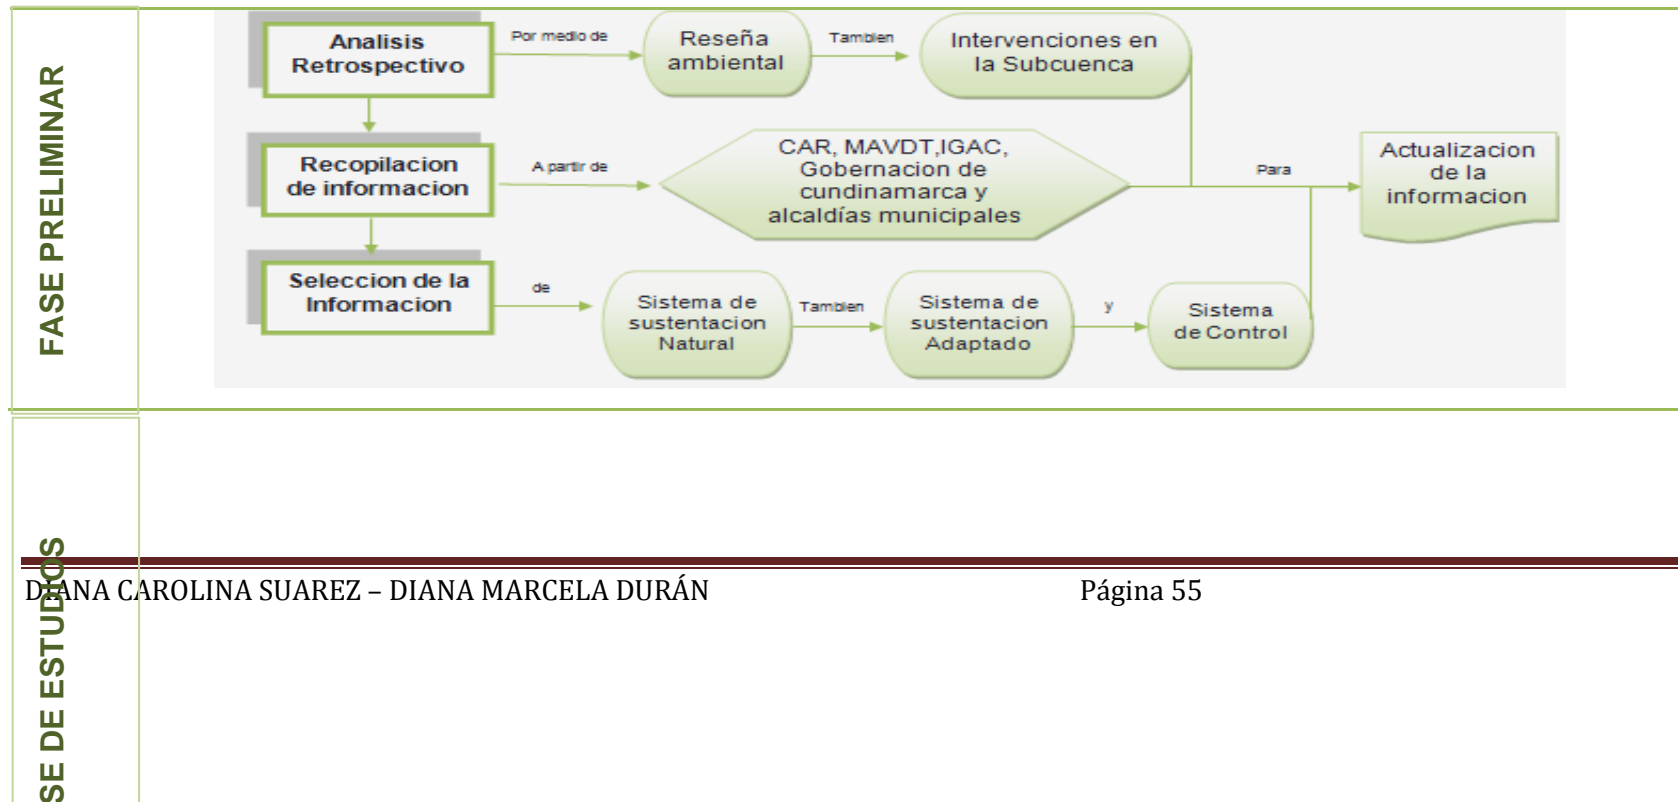 FASE PRELIMINAR
Analisis
Retrospectivo
Por medio de
Reseña
ambiental
Tambien
Intervenciones en
la Subcuenca
Recopilacion
de informacion
A partir de
CAR, MAVDT,IGAC,
Gobernacion de
cundinamarca y
alcaldías municipales
Para
Actualizacion
de la
informacion
Seleccion de la
Informacion
de
Sistema de
sustentacion
Natural
Tambien
Sistema de
sustentacion
Adaptado
y
Sistema
de Control
SE DE ESTUDIOS
DIANA CAROLINA SUAREZ – DIANA MARCELA DURÁN Página 55